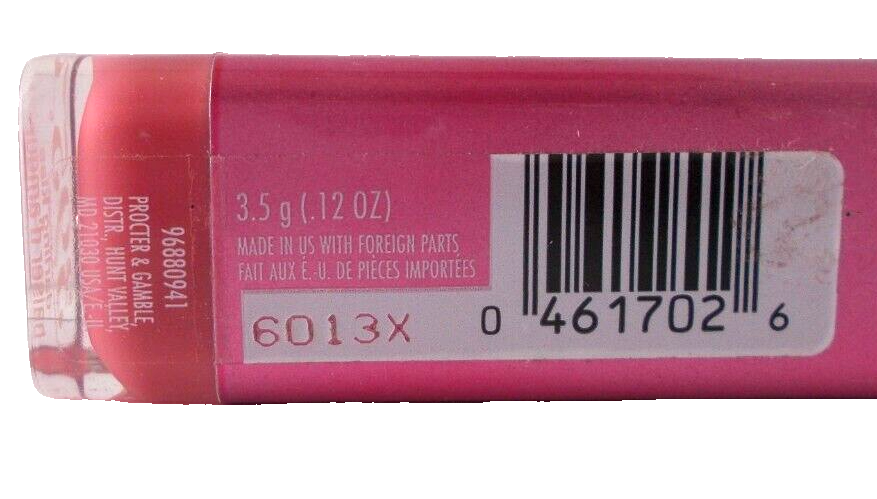 3.5 g (.12 OZ)
MADE IN US WITH FOREIGN PARTS
FAIT AUX É.-U. DE PIÈCES IMPORTÉES
6013X
0 461702 6
96880941
PROCTER & GAMBLE,
DISTR., HUNT VALLEY,
MD 21030 USA/É.-U.